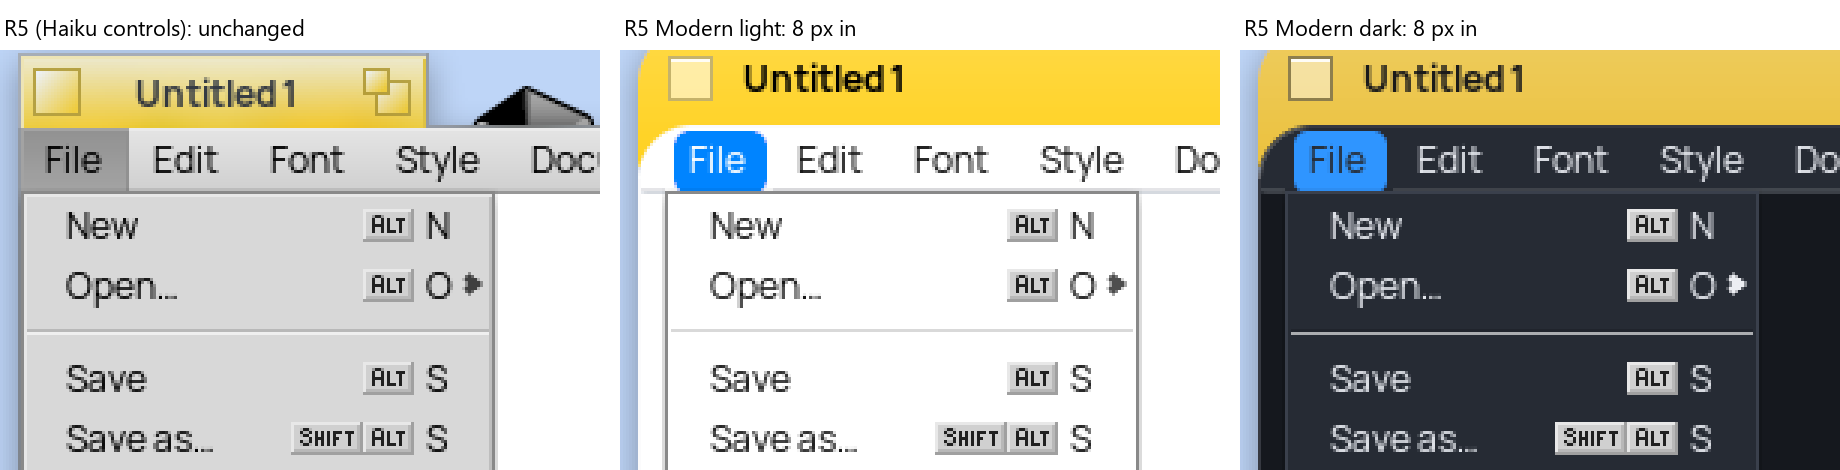 R5 (Haiku controls): unchanged
Untitled 1
File Edit Font Style Doc
New ALT N
Open... ALT O
Save ALT S
Save as... SHIFT ALT S
R5 Modern light: 8 px in
Untitled 1
File Edit Font Style Do
New ALT N
Open... ALT O
Save ALT S
Save as... SHIFT ALT S
R5 Modern dark: 8 px in
Untitled 1
File Edit Font Style Do
New ALT N
Open... ALT O
Save ALT S
Save as... SHIFT ALT S